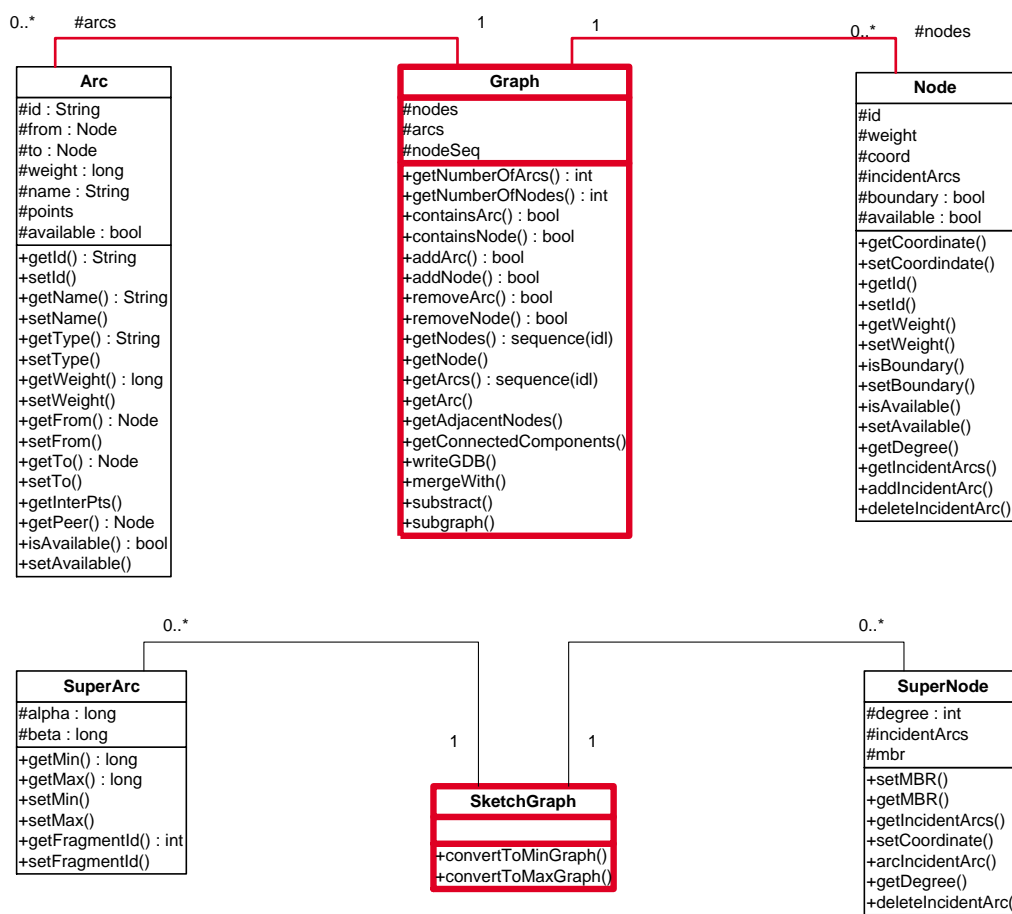 0..* #arcs 1 1 0..* #nodes
Arc
#id : String
#from : Node
#to : Node
#weight : long
#name : String
#points
#available : bool
+getId() : String
+setId()
+getName() : String
+setName()
+getType() : String
+setType()
+getWeight() : long
+setWeight()
+getFrom() : Node
+setFrom()
+getTo() : Node
+setTo()
+getInterPts()
+getPeer() : Node
+isAvailable() : bool
+setAvailable()
Graph
#nodes
#arcs
#nodeSeq
+getNumberOfArcs() : int
+getNumberOfNodes() : int
+containsArc() : bool
+containsNode() : bool
+addArc() : bool
+addNode() : bool
+removeArc() : bool
+removeNode() : bool
+getNodes() : sequence(idl)
+getNode()
+getArcs() : sequence(idl)
+getArc()
+getAdjacentNodes()
+getConnectedComponents()
+writeGDB()
+mergeWith()
+substract()
+subgraph()
Node
#id
#weight
#coord
#incidentArcs
#boundary : bool
#available : bool
+getCoordinate()
+setCoordindate()
+getId()
+setId()
+getWeight()
+setWeight()
+isBoundary()
+setBoundary()
+isAvailable()
+setAvailable()
+getDegree()
+getIncidentArcs()
+addIncidentArc()
+deleteIncidentArc()
0..* 0..*
SuperArc
#alpha : long
#beta : long
+getMin() : long
+getMax() : long
+setMin()
+setMax()
+getFragmentId() : int
+setFragmentId()
1 1
SketchGraph
+convertToMinGraph()
+convertToMaxGraph()
SuperNode
#degree : int
#incidentArcs
#mbr
+setMBR()
+getMBR()
+getIncidentArcs()
+setCoordinate()
+arcIncidentArc()
+getDegree()
+deleteIncidentArc(